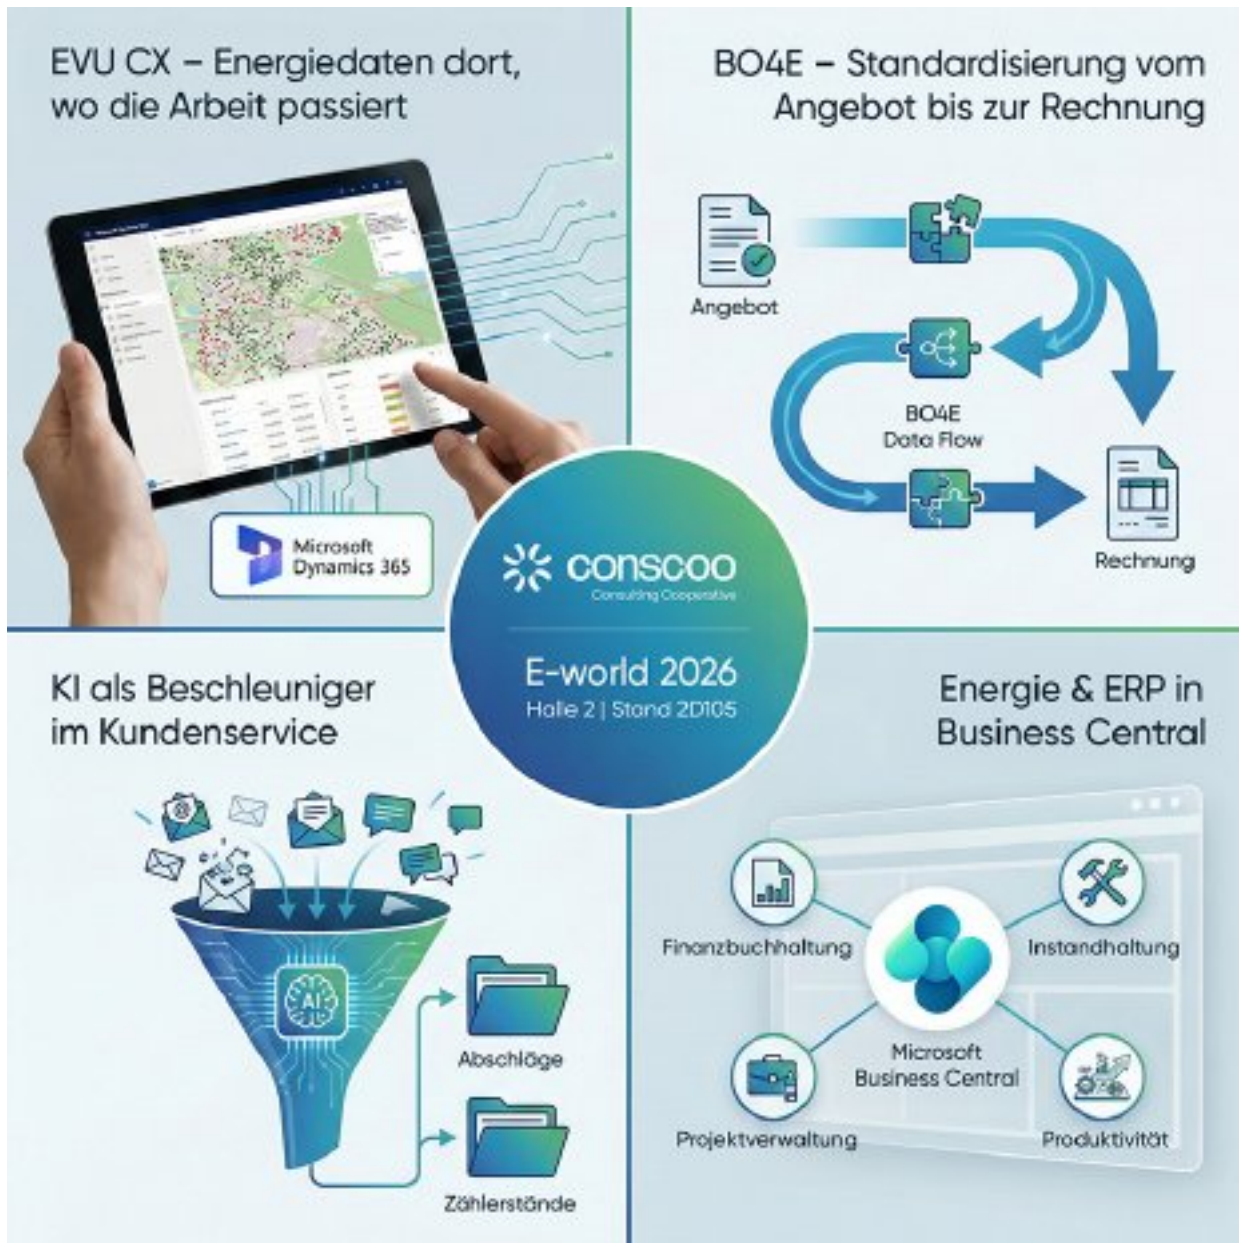 EVU CX – Energiedaten dort,
wo die Arbeit passiert
Microsoft
Dynamics 365
BO4E – Standardisierung vom
Angebot bis zur Rechnung
Angebot
BO4E
Data Flow
Rechnung
conscoo
Consulting Cooperative
E-world 2026
Halle 2 | Stand 2D105
KI als Beschleuniger
im Kundenservice
AI
Abschläge
Zählerstände
Energie & ERP in
Business Central
Finanzbuchhaltung
Instandhaltung
Microsoft
Business Central
Projektverwaltung
Produktivität